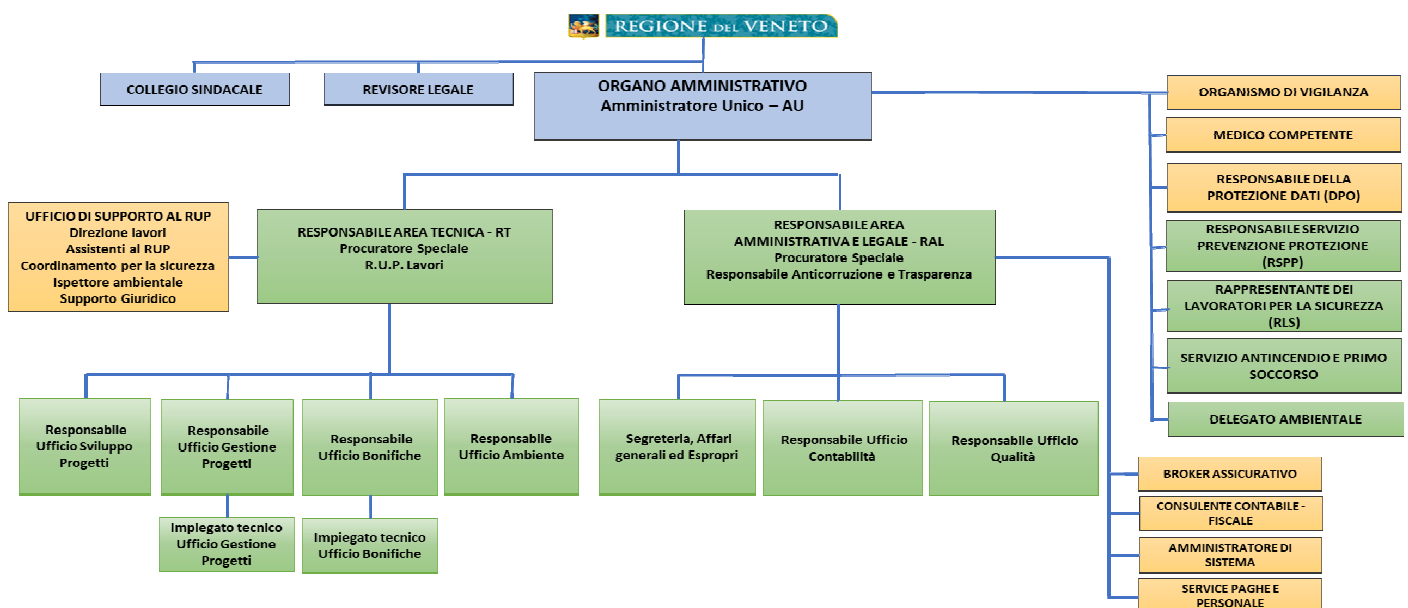 REGIONE DEL VENETO
COLLEGIO SINDACALE
REVISORE LEGALE
ORGANO AMMINISTRATIVO
Amministratore Unico – AU
ORGANISMO DI VIGILANZA
MEDICO COMPETENTE
RESPONSABILE DELLA
PROTEZIONE DATI (DPO)
RESPONSABILE SERVIZIO
PREVENZIONE PROTEZIONE
(RSPP)
RAPPRESENTANTE DEI
LAVORATORI PER LA SICUREZZA
(RLS)
SERVIZIO ANTINCENDIO E PRIMO
SOCCORSO
DELEGATO AMBIENTALE
UFFICIO DI SUPPORTO AL RUP
Direzione lavori
Assistenti al RUP
Coordinamento per la sicurezza
Ispettore ambientale
Supporto Giuridico
RESPONSABILE AREA TECNICA - RT
Procuratore Speciale
R.U.P. Lavori
RESPONSABILE AREA
AMMINISTRATIVA E LEGALE - RAL
Procuratore Speciale
Responsabile Anticorruzione e Trasparenza
Responsabile
Ufficio Sviluppo
Progetti
Responsabile
Ufficio Gestione
Progetti
Responsabile
Ufficio Bonifiche
Responsabile
Ufficio Ambiente
Segreteria, Affari
generali ed Espropri
Responsabile Ufficio
Contabilità
Responsabile Ufficio
Qualità
Impiegato tecnico
Ufficio Gestione
Progetti
Impiegato tecnico
Ufficio Bonifiche
BROKER ASSICURATIVO
CONSULENTE CONTABILE -
FISCALE
AMMINISTRATORE DI
SISTEMA
SERVICE PAGHE E
PERSONALE